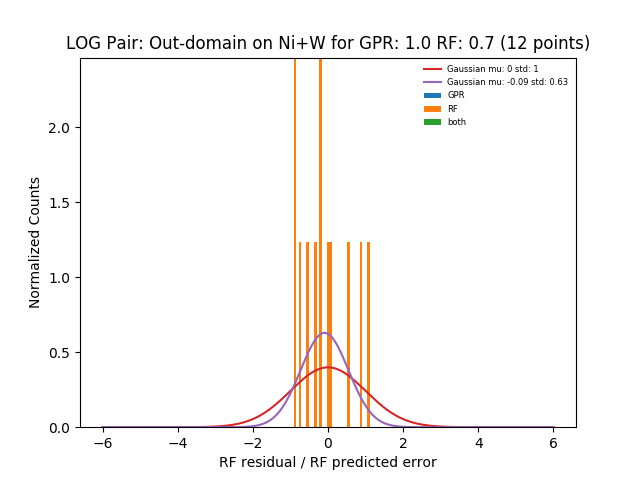 LOG Pair: Out-domain on Ni+W for GPR: 1.0 RF: 0.7 (12 points)
Gaussian mu: 0 std: 1
Gaussian mu: -0.09 std: 0.63
GPR
RF
both
Normalized Counts
2.0
1.5
1.0
0.5
0.0
−6 −4 −2 0 2 4 6
RF residual / RF predicted error